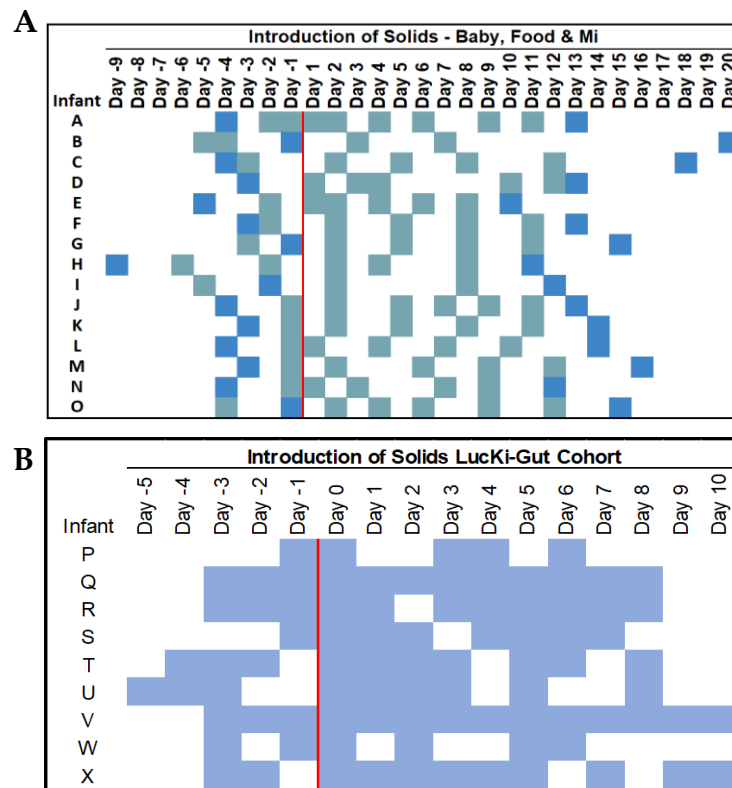 A
Introduction of Solids - Baby, Food & Mi
Infant Day -9 Day -8 Day -7 Day -6 Day -5 Day -4 Day -3 Day -2 Day -1 Day 1 Day 2 Day 3 Day 4 Day 5 Day 6 Day 7 Day 8 Day 9 Day 10 Day 11 Day 12 Day 13 Day 14 Day 15 Day 16 Day 17 Day 18 Day 19 Day 20
A
B
C
D
E
F
G
H
I
J
K
L
M
N
O
B
Introduction of Solids LucKi-Gut Cohort
Infant Day -5 Day -4 Day -3 Day -2 Day -1 Day 0 Day 1 Day 2 Day 3 Day 4 Day 5 Day 6 Day 7 Day 8 Day 9 Day 10
P
Q
R
S
T
U
V
W
X